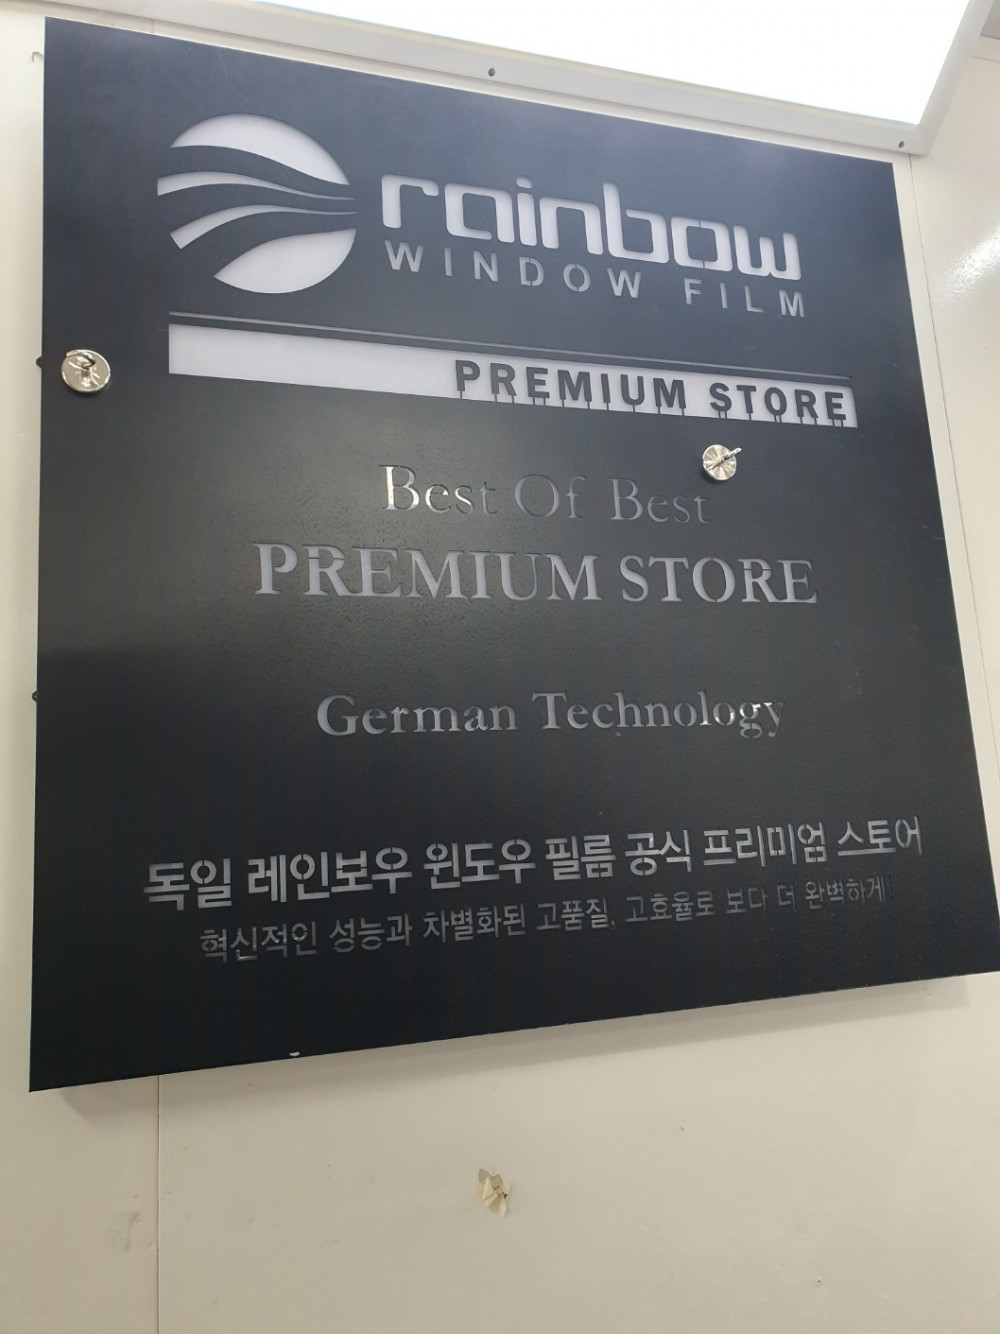 rainbow
WINDOW FILM
PREMIUM STORE
Best Of Best
PREMIUM STORE
German Technology
독일 레인보우 윈도우 필름 공식 프리미엄 스토어
혁신적인 성능과 차별화된 고품질, 고효율로 보다 더 완벽하게!